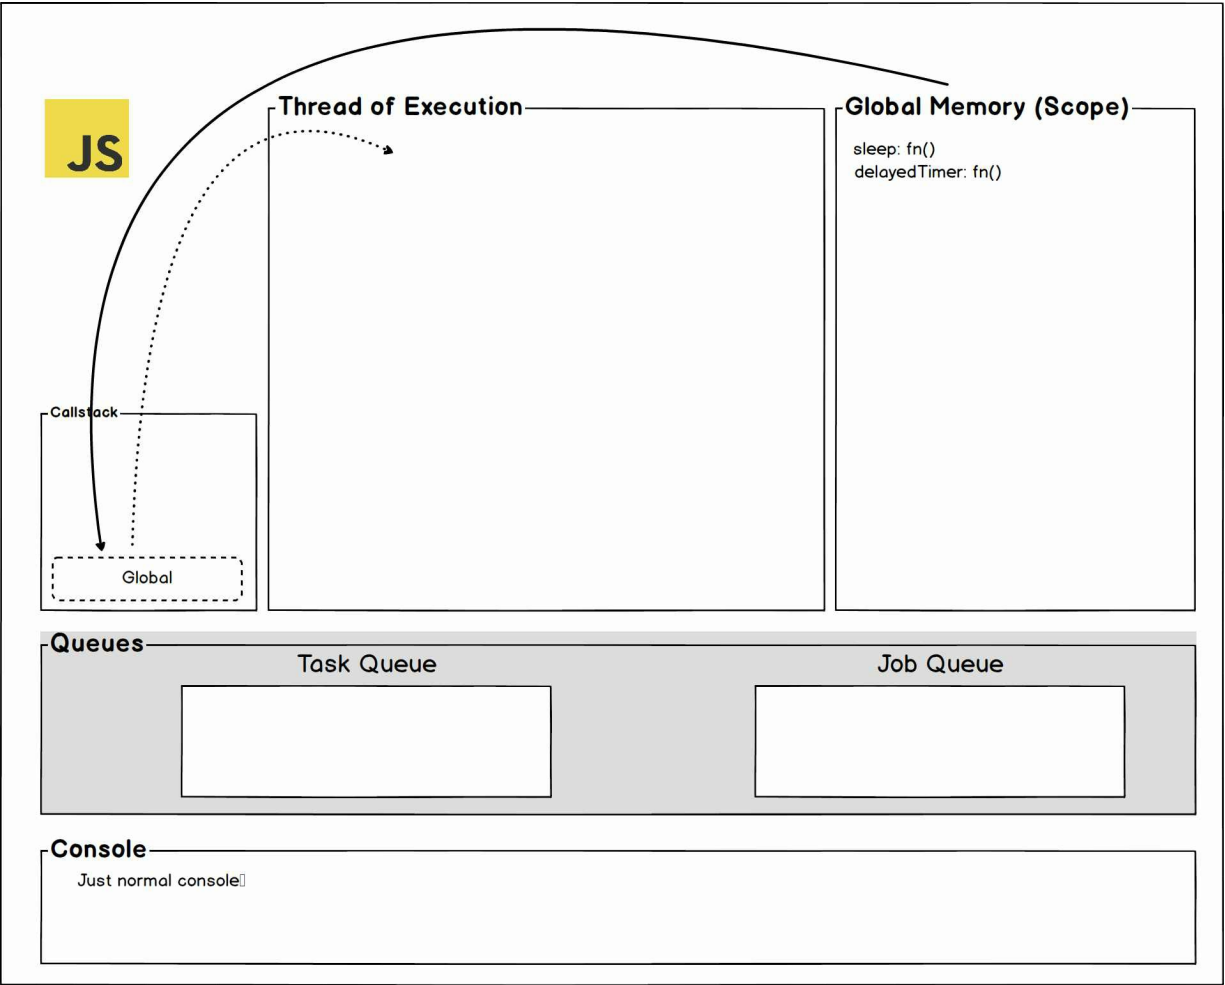 JS
Thread of Execution
Global Memory (Scope)
sleep: fn()
delayedTimer: fn()
Callstack
Global
Queues
Task Queue
Job Queue
Console
Just normal console